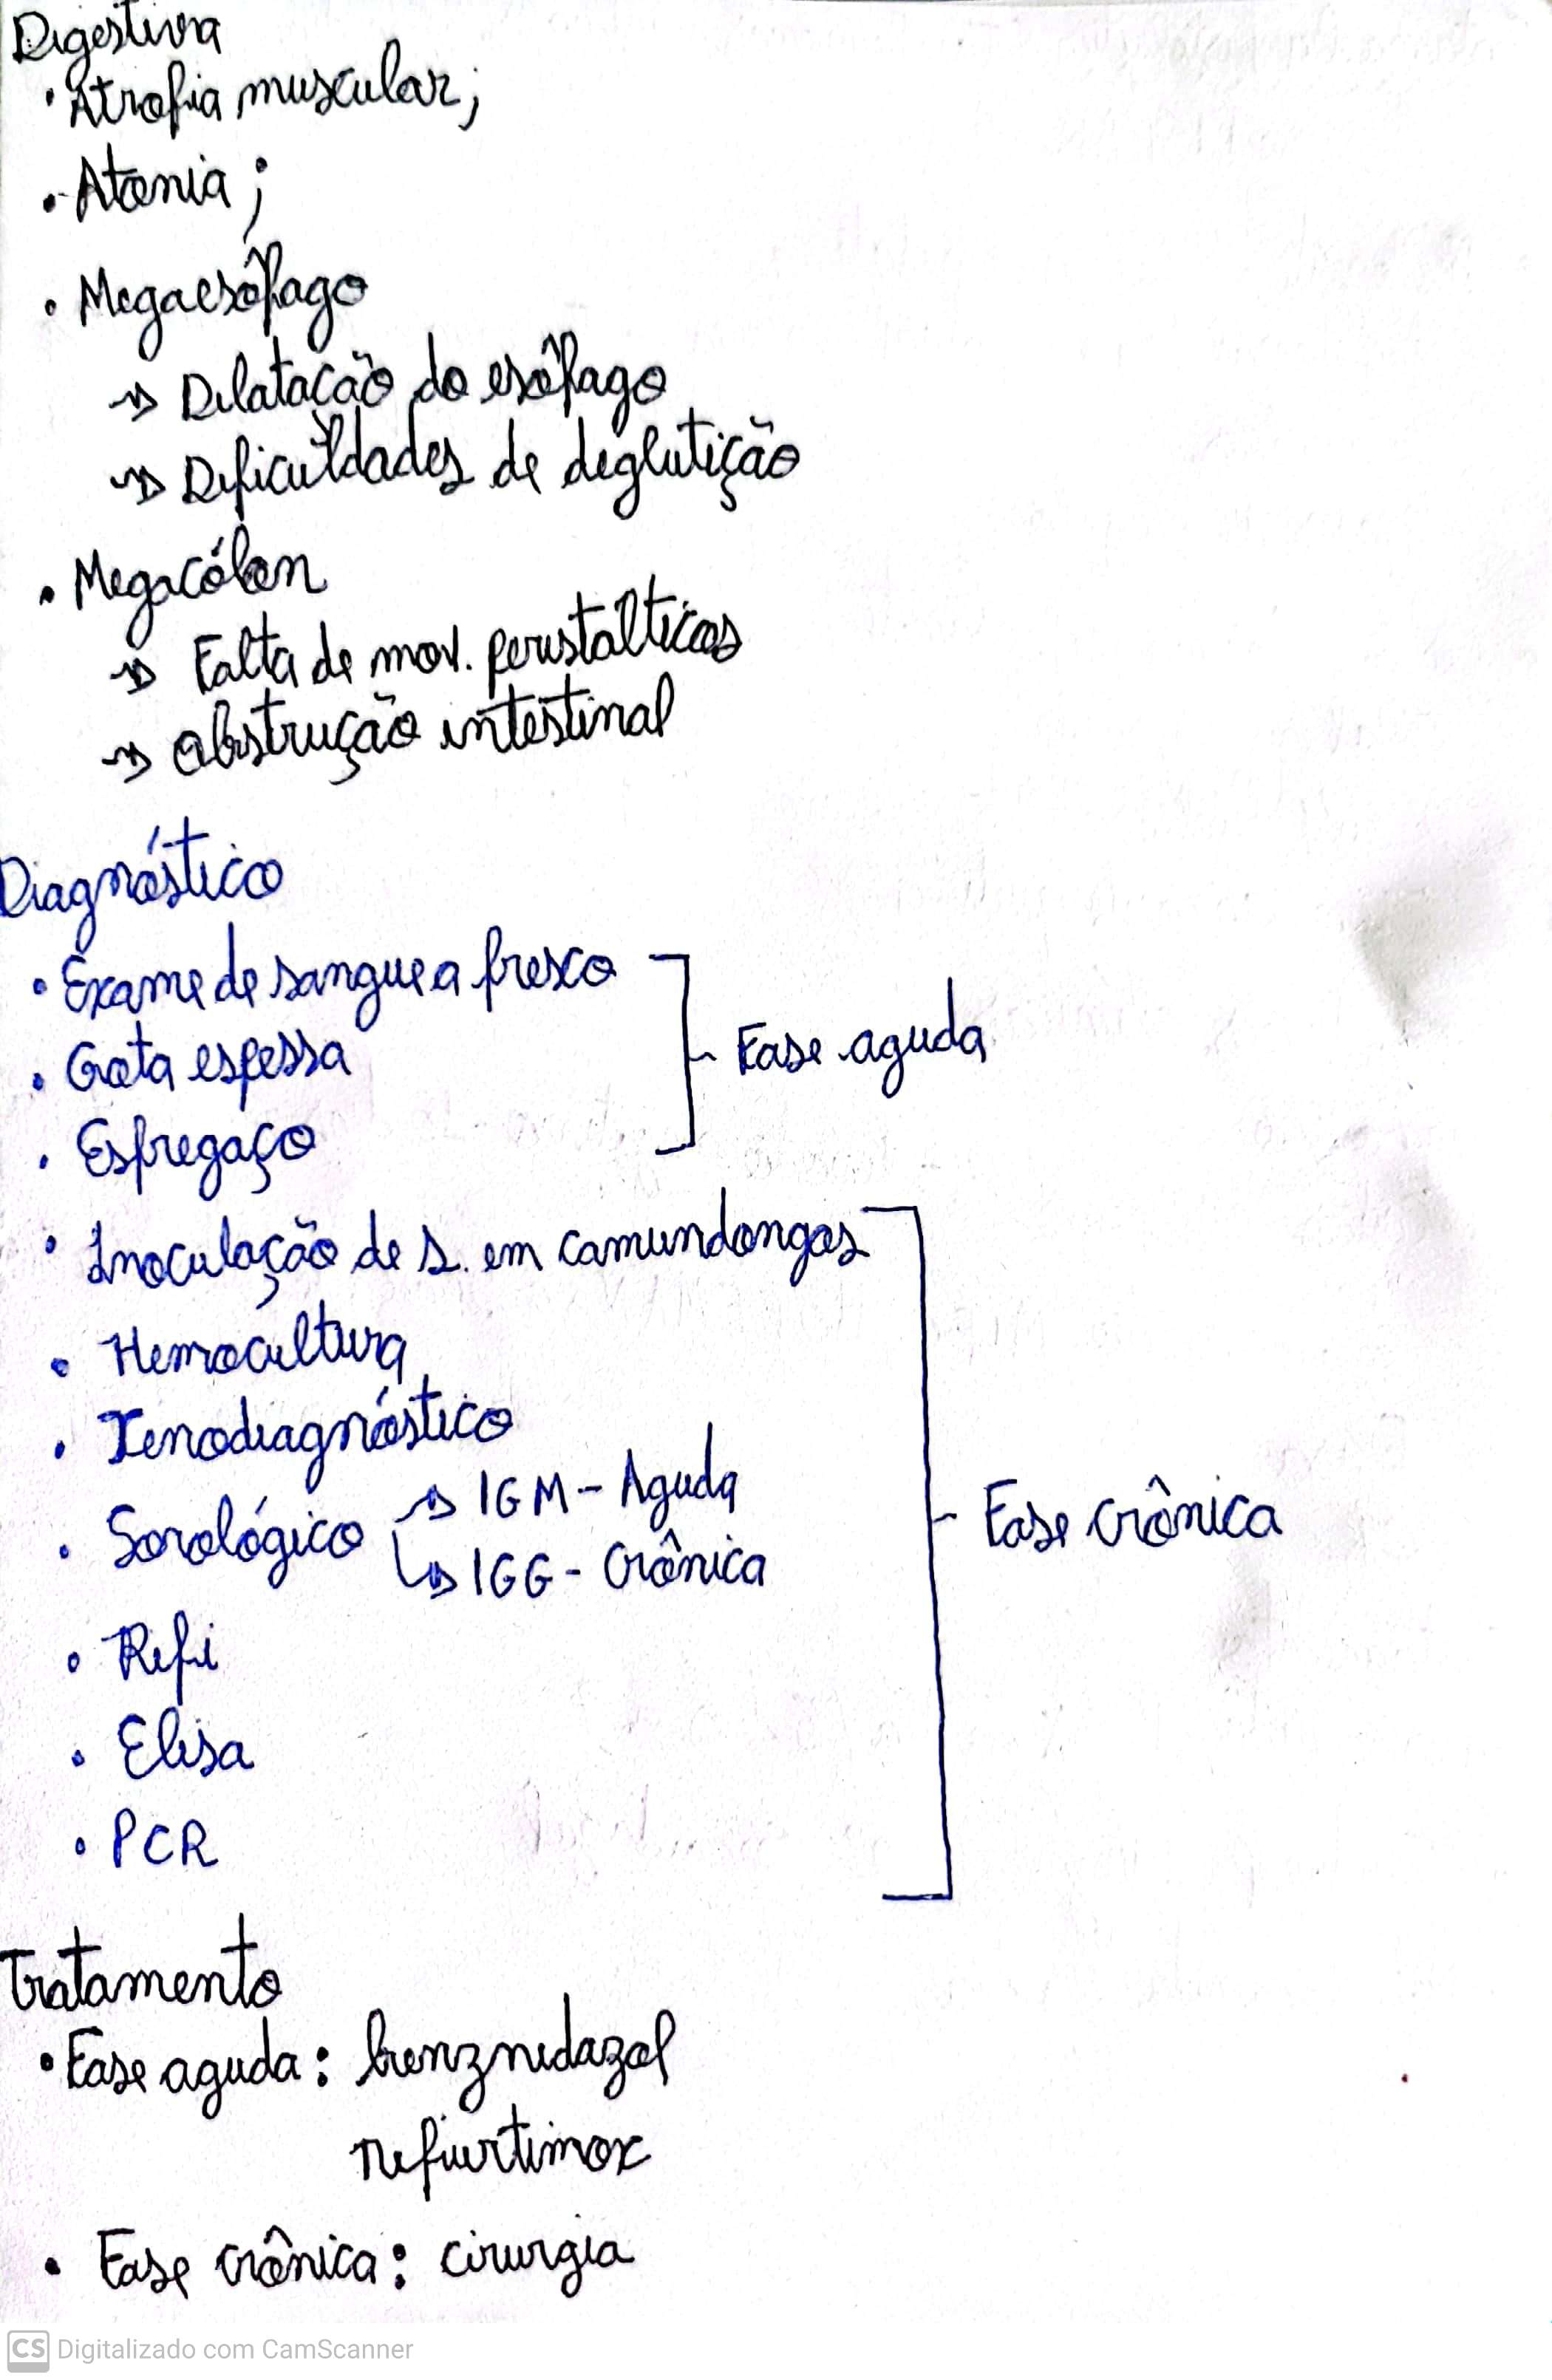 Digestiva
• Atrofia muscular;
• Atonia;
• Megaesôfago
→ Dilatação do esôfago
→ Dificuldades de deglutição
• Megacólon
→ Falta de mov. peristálticos
→ Obstrução intestinal
Diagnóstico
• Exame de sangue a fresco
• Gota espessa
- Fase aguda
• Esfregaço
• Inoculação de s. em camundongos
• Hemocultura
• Xenodiagnóstico
• Sorológico → IGM - Aguda
→ IGG - Crônica
- Fase crônica
• Rifi
• Elisa
• PCR
Tratamento
• Fase aguda: benznidazol
nifurtimox
• Fase crônica: cirurgia
CS Digitalizado com CamScanner